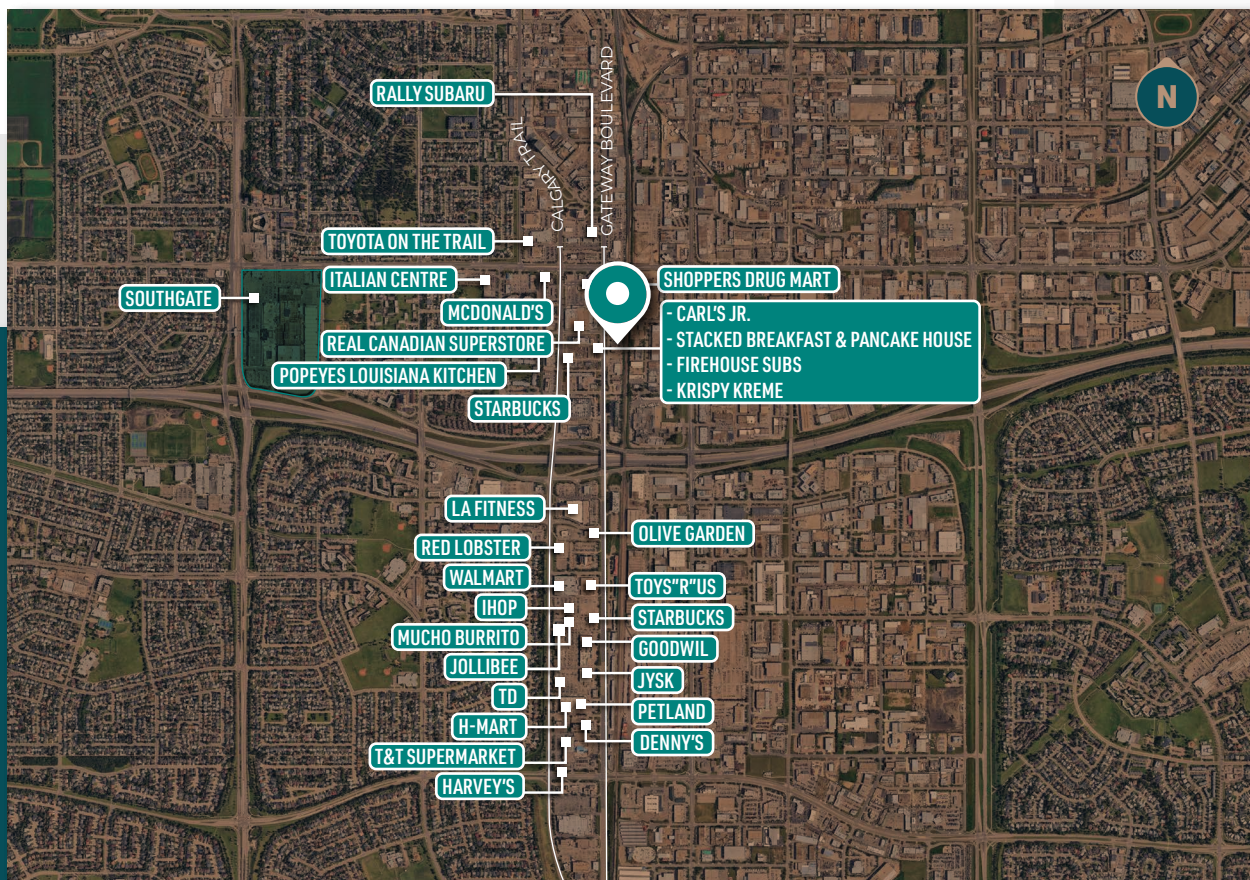 N
CALGARY TRAIL
GATEWAY BOULEVARD
RALLY SUBARU
TOYOTA ON THE TRAIL
ITALIAN CENTRE
SOUTHGATE
MCDONALD'S
REAL CANADIAN SUPERSTORE
POPEYES LOUISIANA KITCHEN
STARBUCKS
SHOPPERS DRUG MART
- CARL'S JR.
- STACKED BREAKFAST & PANCAKE HOUSE
- FIREHOUSE SUBS
- KRISPY KREME
LA FITNESS
OLIVE GARDEN
RED LOBSTER
WALMART
TOYS"R"US
IHOP
STARBUCKS
MUCHO BURRITO
GOODWIL
JOLLIBEE
JYSK
TD
PETLAND
H-MART
DENNY'S
T&T SUPERMARKET
HARVEY'S